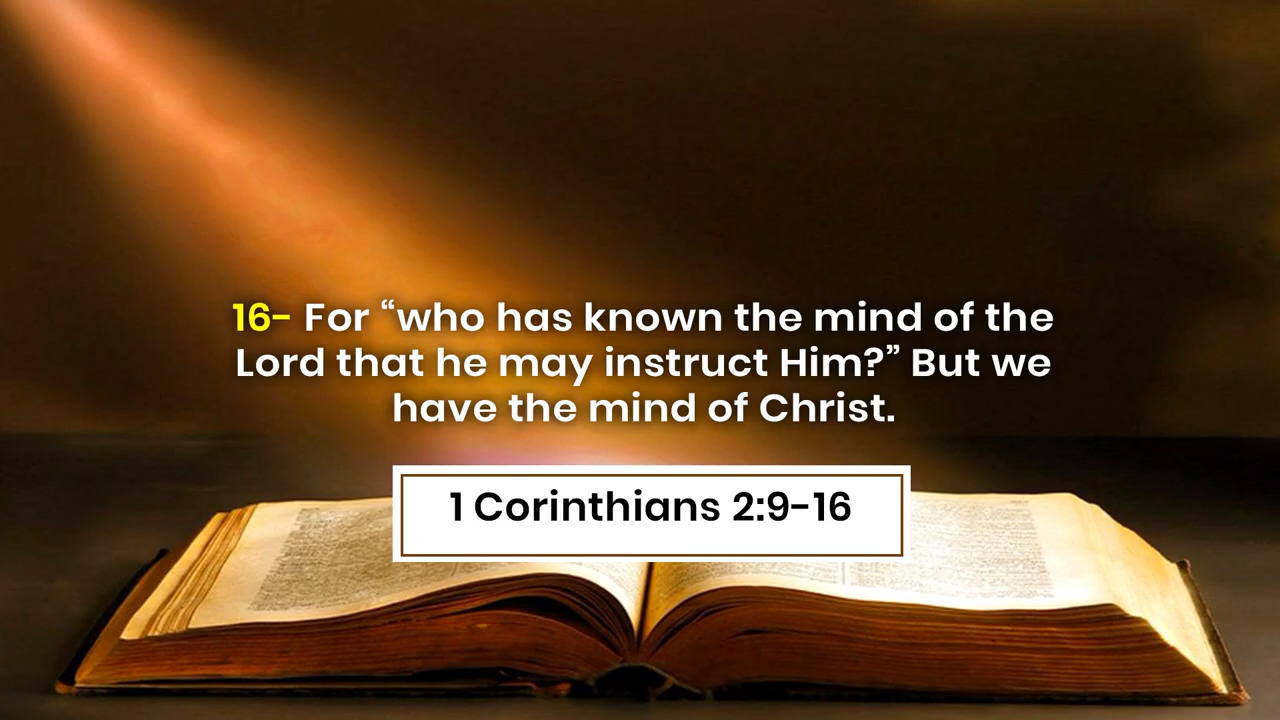 16- For “who has known the mind of the
Lord that he may instruct Him?” But we
have the mind of Christ.
1 Corinthians 2:9-16